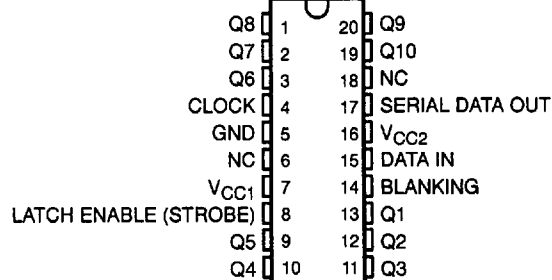 Q8 1 20 Q9
Q7 2 19 Q10
Q6 3 18 NC
CLOCK 4 17 SERIAL DATA OUT
GND 5 16 VCC2
NC 6 15 DATA IN
VCC1 7 14 BLANKING
LATCH ENABLE (STROBE) 8 13 Q1
Q5 9 12 Q2
Q4 10 11 Q3